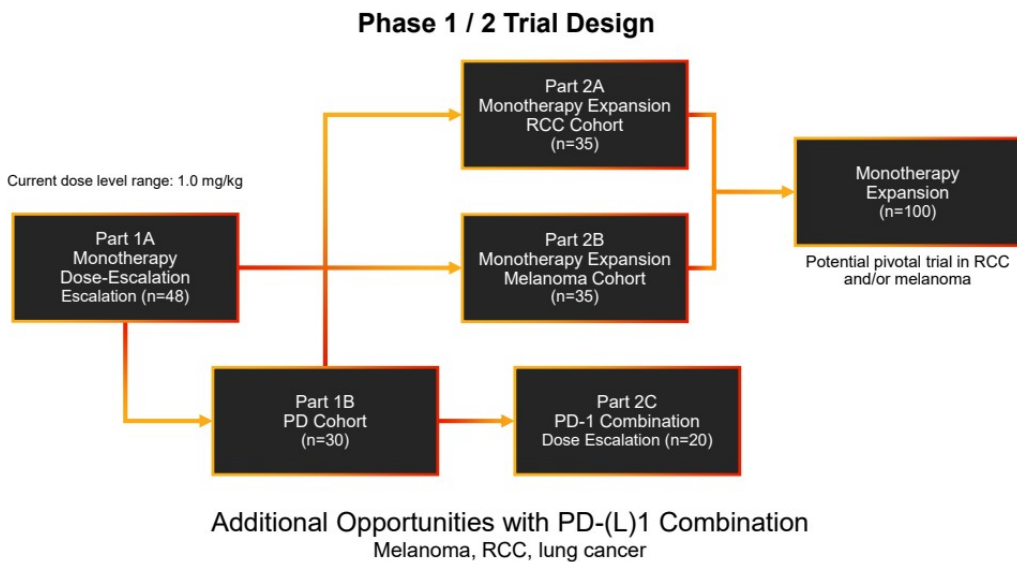 Phase 1 / 2 Trial Design
Part 2A
Monotherapy Expansion
RCC Cohort
(n=35)
Current dose level range: 1.0 mg/kg
Part 1A
Monotherapy
Dose-Escalation
Escalation (n=48)
Part 2B
Monotherapy Expansion
Melanoma Cohort
(n=35)
Monotherapy
Expansion
(n=100)
Potential pivotal trial in RCC
and/or melanoma
Part 1B
PD Cohort
(n=30)
Part 2C
PD-1 Combination
Dose Escalation (n=20)
Additional Opportunities with PD-(L)1 Combination
Melanoma, RCC, lung cancer